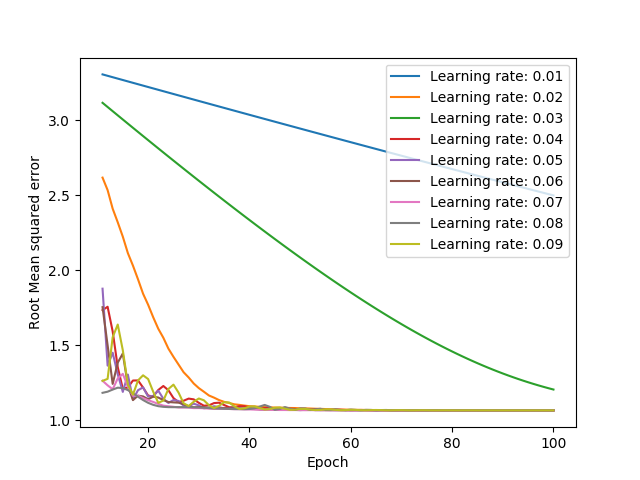 Learning rate: 0.01
Learning rate: 0.02
Learning rate: 0.03
Learning rate: 0.04
Learning rate: 0.05
Learning rate: 0.06
Learning rate: 0.07
Learning rate: 0.08
Learning rate: 0.09
Root Mean squared error
3.0
2.5
2.0
1.5
1.0
20 40 60 80 100
Epoch